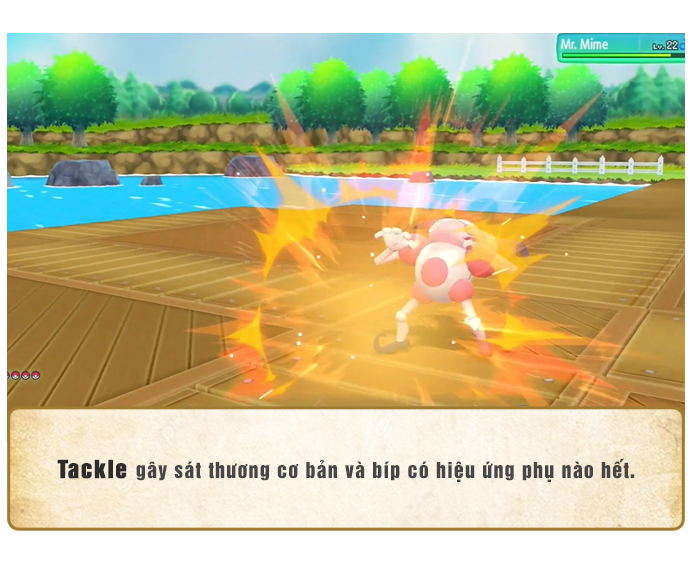 Mr. Mime Lv. 22
Tackle gây sát thương cơ bản và bíp có hiệu ứng phụ nào hết.